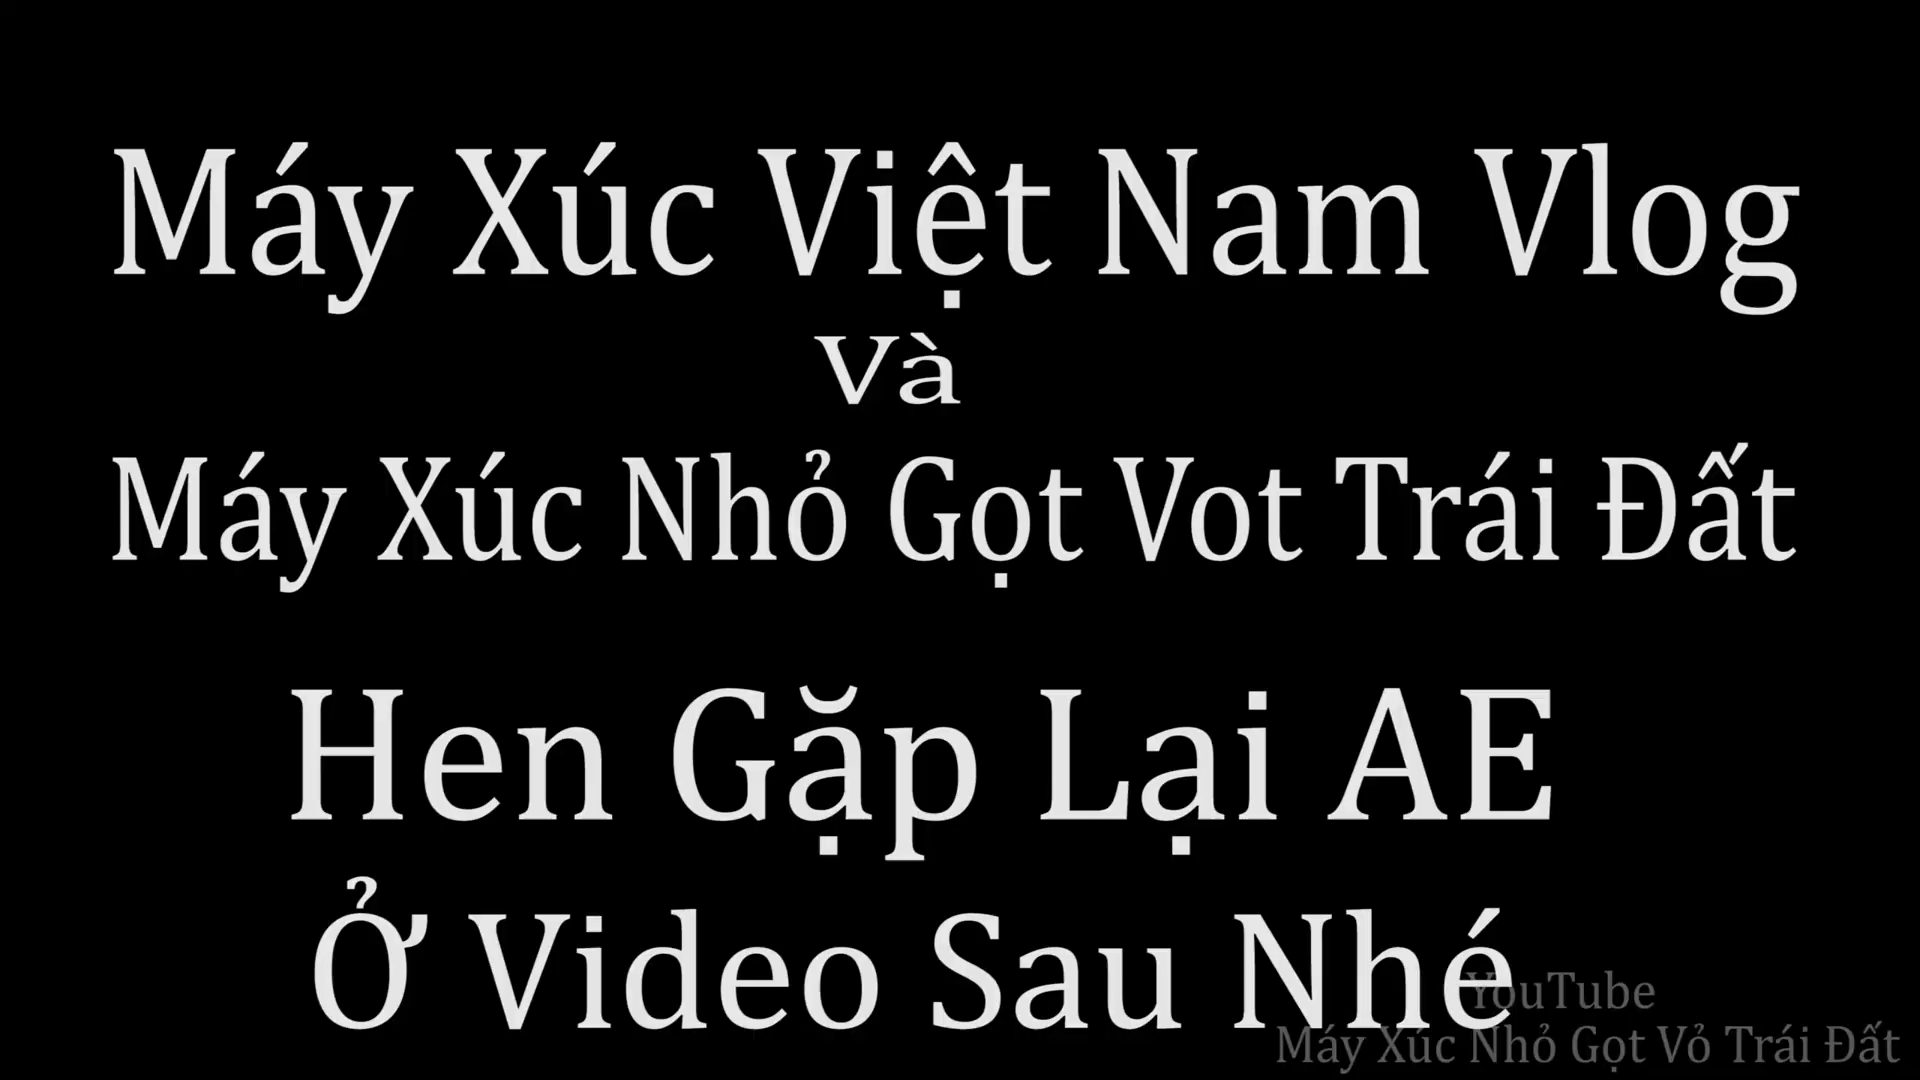 Máy Xúc Việt Nam Vlog
Và
Máy Xúc Nhỏ Gọt Vot Trái Đất
Hen Gặp Lại AE
Ở Video Sau Nhé
YouTube
Máy Xúc Nhỏ Gọt Vỏ Trái Đất